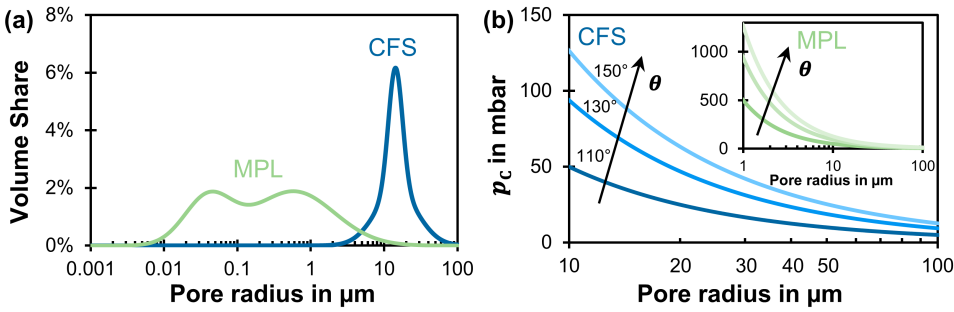 (a)
8%
6%
4%
2%
0%
Volume Share
CFS
MPL
0.001
0.01
0.1
1
10
100
Pore radius in µm
(b)
150
100
50
0
p_C in mbar
CFS
150°
130°
110°
θ
10
20
30
40
50
100
Pore radius in µm
MPL
θ
1000
500
0
1
10
100
Pore radius in µm